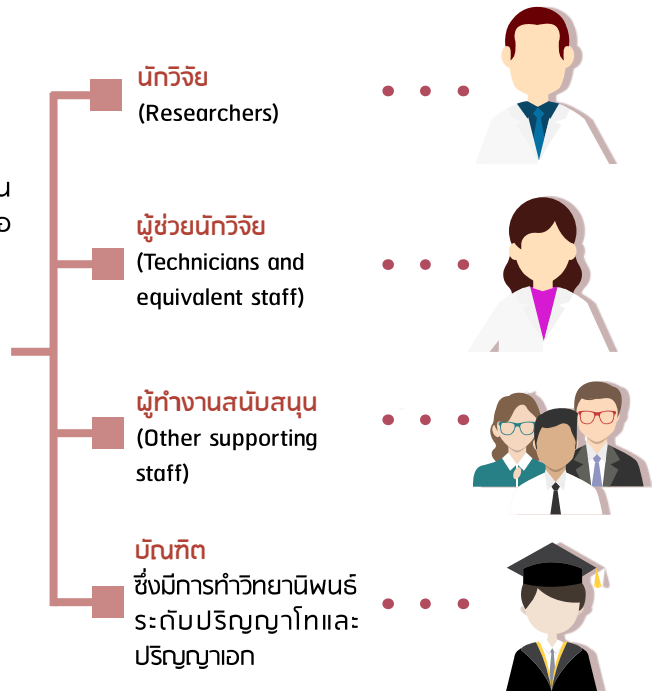 นักวิจัย
(Researchers)
น
อ
ผู้ช่วยนักวิจัย
(Technicians and
equivalent staff)
ผู้ทำงานสนับสนุน
(Other supporting
staff)
บัณฑิต
ซึ่งมีการทำวิทยานิพนธ์
ระดับปริญญาโทและ
ปริญญาเอก